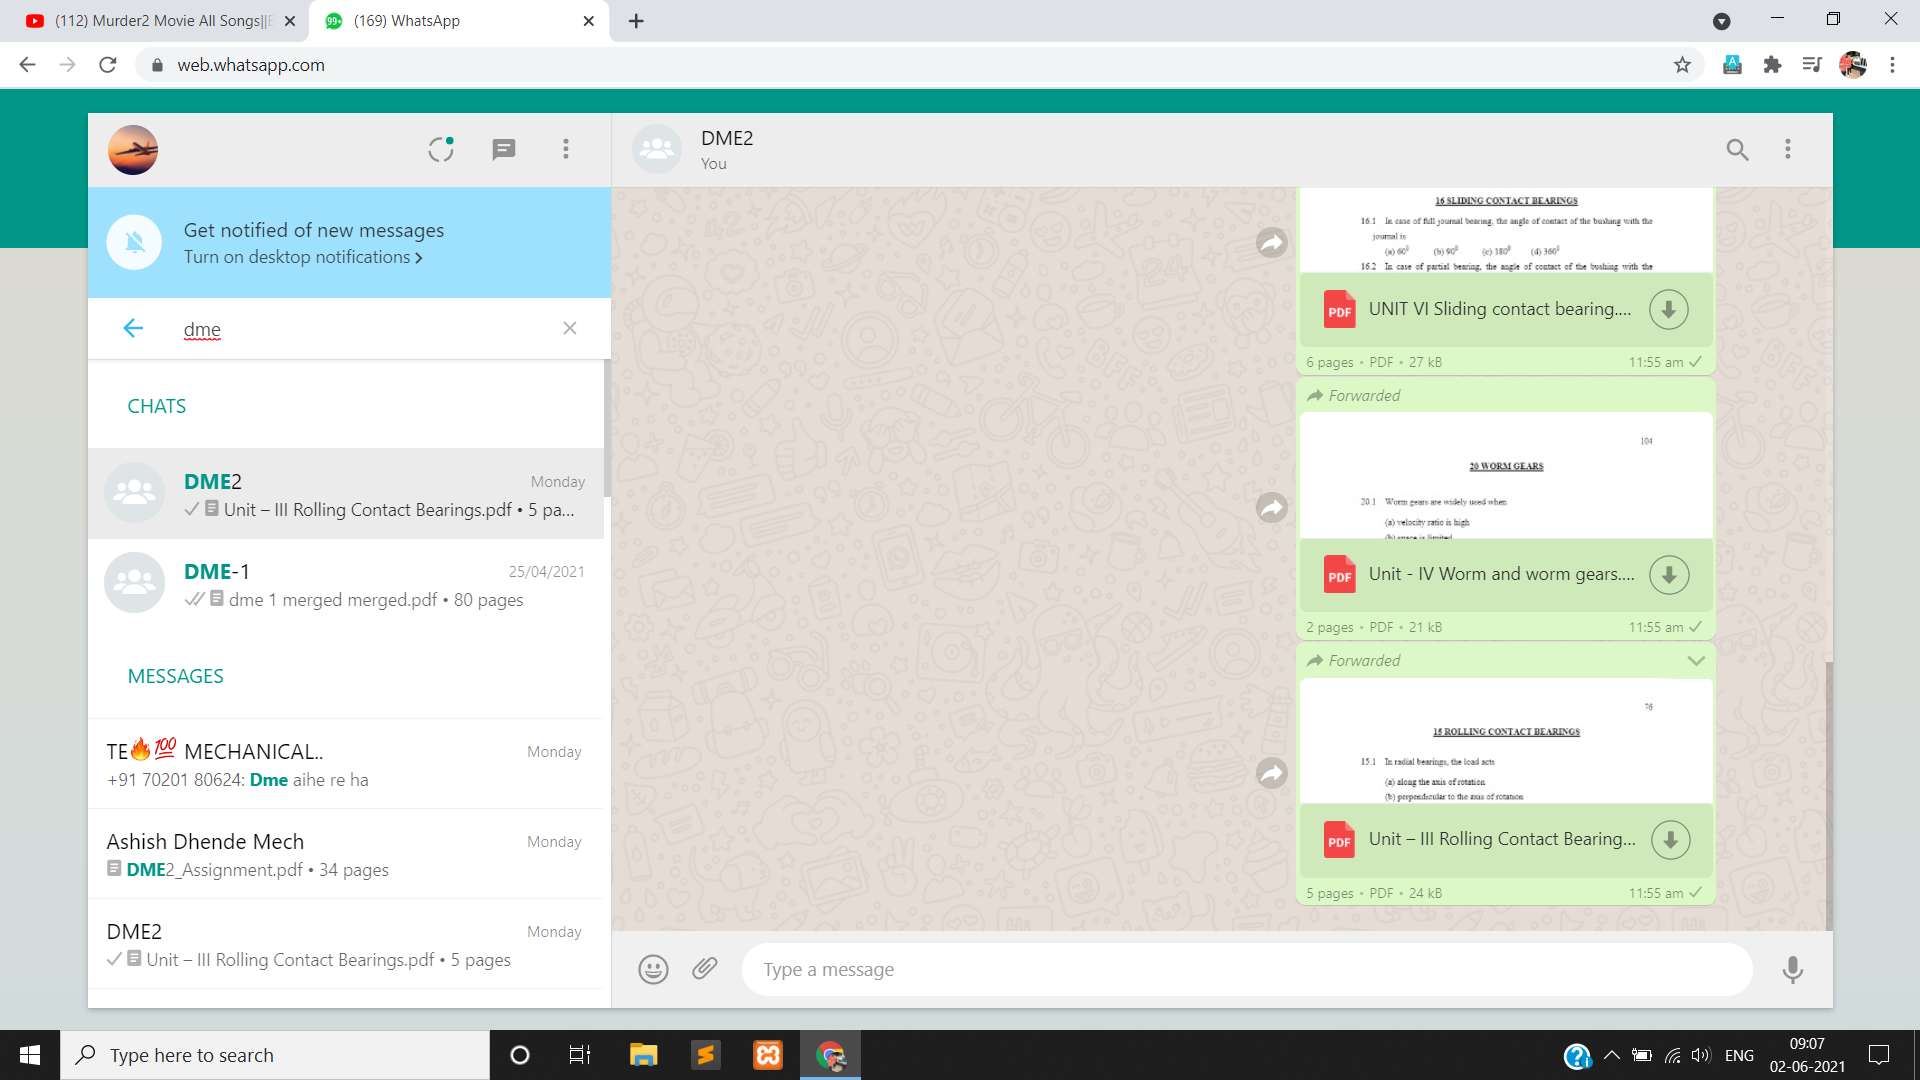 (112) Murder2 Movie All Songs||
(169) WhatsApp
web.whatsapp.com
Get notified of new messages
Turn on desktop notifications
dme
CHATS
DME2
Monday
Unit – III Rolling Contact Bearings.pdf • 5 pa...
DME-1
25/04/2021
dme 1 merged merged.pdf • 80 pages
MESSAGES
TE🔥💯 MECHANICAL..
Monday
+91 70201 80624: Dme aihe re ha
Ashish Dhende Mech
Monday
DME2_Assignment.pdf • 34 pages
DME2
Monday
Unit – III Rolling Contact Bearings.pdf • 5 pages
DME2
You
16 SLIDING CONTACT BEARINGS
16.1 In case of full journal bearing, the angle of contact of the bushing with the
journal is
(a) 60⁰ (b) 90⁰ (c) 180⁰ (d) 360⁰
16.2 In case of partial bearing, the angle of contact of the bushing with the
PDF UNIT VI Sliding contact bearing....
6 pages • PDF • 27 kB 11:55 am
Forwarded
104
20 WORM GEARS
20.1 Worm gears are widely used when
(a) velocity ratio is high
(b) space is limited
PDF Unit - IV Worm and worm gears....
2 pages • PDF • 21 kB 11:55 am
Forwarded
76
15 ROLLING CONTACT BEARINGS
15.1 In radial bearings, the load acts
(a) along the axis of rotation
(b) perpendicular to the axis of rotation
PDF Unit – III Rolling Contact Bearing...
5 pages • PDF • 24 kB 11:55 am
Type a message
Type here to search
ENG
09:07
02-06-2021